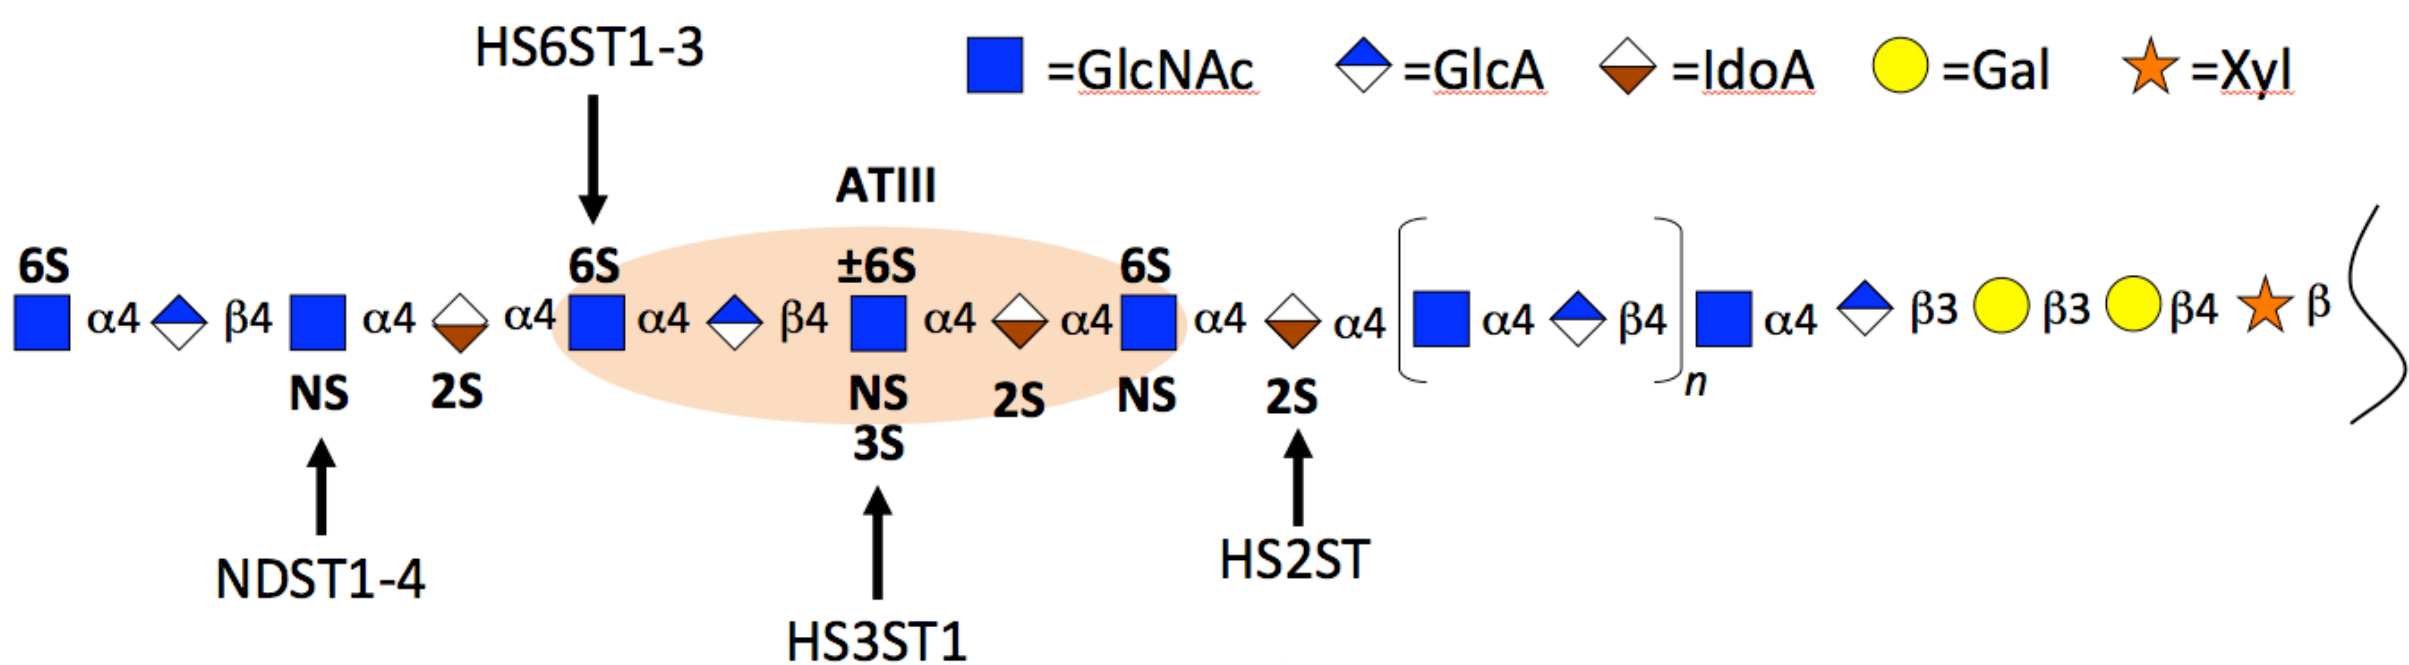 HS6ST1-3
=GlcNAc =GlcA =IdoA =Gal =Xyl
ATIII
6S 6S ±6S 6S
α4 β4 α4 α4 α4 β4 α4 α4 α4 α4 α4 β4 α4 β3 β3 β4 β
NS 2S NS 2S NS 2S n
3S
NDST1-4 HS2ST
HS3ST1